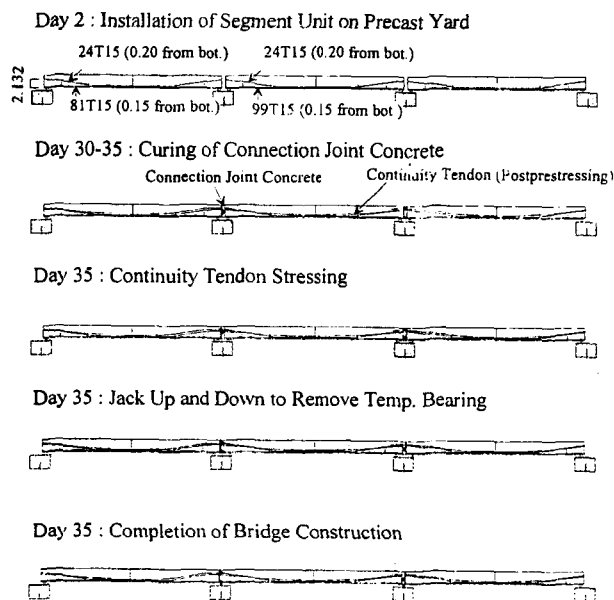 Day 2 : Installation of Segment Unit on Precast Yard
24T15 (0.20 from bot.) 24T15 (0.20 from bot.)
2.132
81T15 (0.15 from bot.) 99T15 (0.15 from bot )
Day 30-35 : Curing of Connection Joint Concrete
Connection Joint Concrete Continuity Tendon (Postprestressing)
Day 35 : Continuity Tendon Stressing
Day 35 : Jack Up and Down to Remove Temp. Bearing
Day 35 : Completion of Bridge Construction